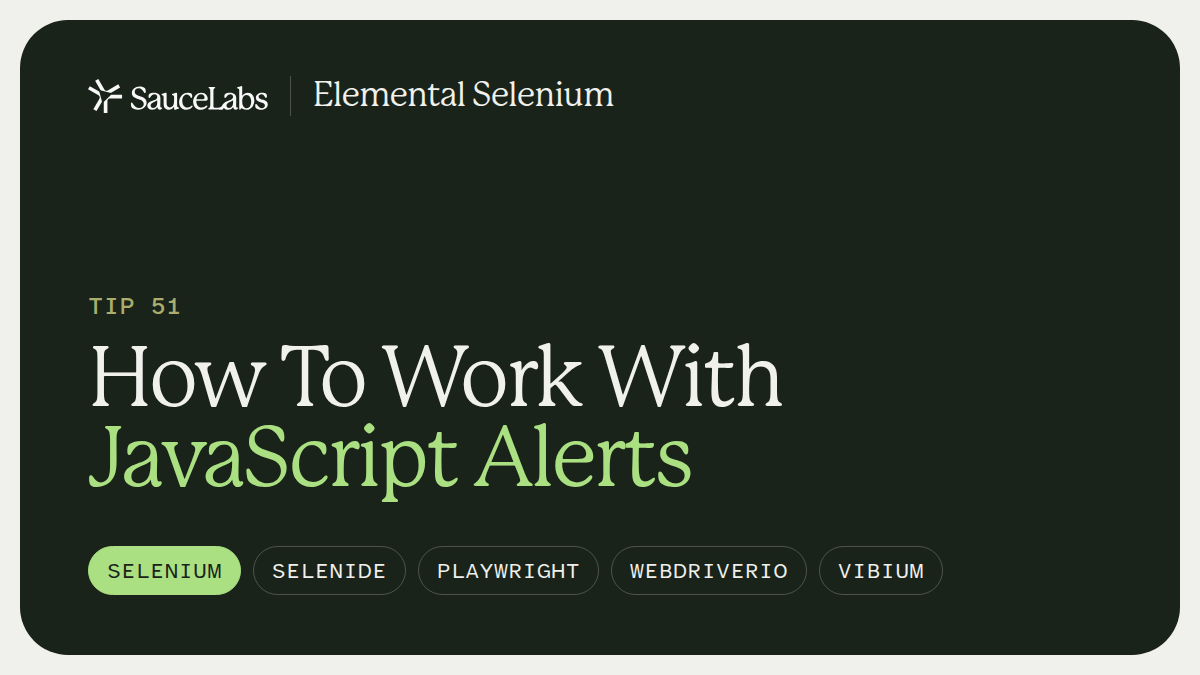 SauceLabs
Elemental Selenium
TIP 51
How To Work With
JavaScript Alerts
SELENIUM
SELENIDE
PLAYWRIGHT
WEBDRIVERIO
VIBIUM